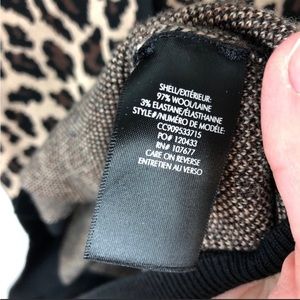 SHELL/EXTÉRIEUR:
97% WOOL/LAINE
3% ELASTANE/ÉLASTHANNE
STYLE#/NUMÉRO DE MODÈLE:
CC909533715
PO# 120433
RN# 107677
CARE ON REVERSE
ENTRETIEN AU VERSO